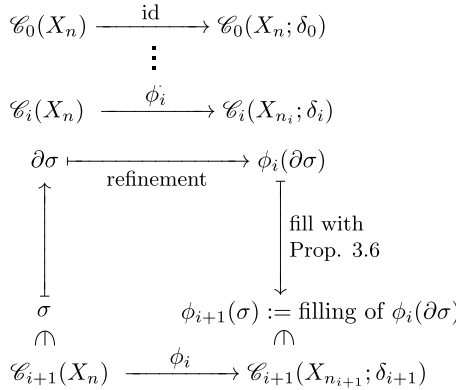 id
𝒞₀(Xₙ) ⟶ 𝒞₀(Xₙ; δ₀)
⋮
ϕᵢ
𝒞ᵢ(Xₙ) ⟶ 𝒞ᵢ(X_{nᵢ}; δᵢ)
∂σ ⟼ ϕᵢ(∂σ)
refinement
fill with
Prop. 3.6
σ ϕᵢ₊₁(σ) := filling of ϕᵢ(∂σ)
ϕᵢ
𝒞ᵢ₊₁(Xₙ) ⟶ 𝒞ᵢ₊₁(X_{nᵢ₊₁}; δᵢ₊₁)